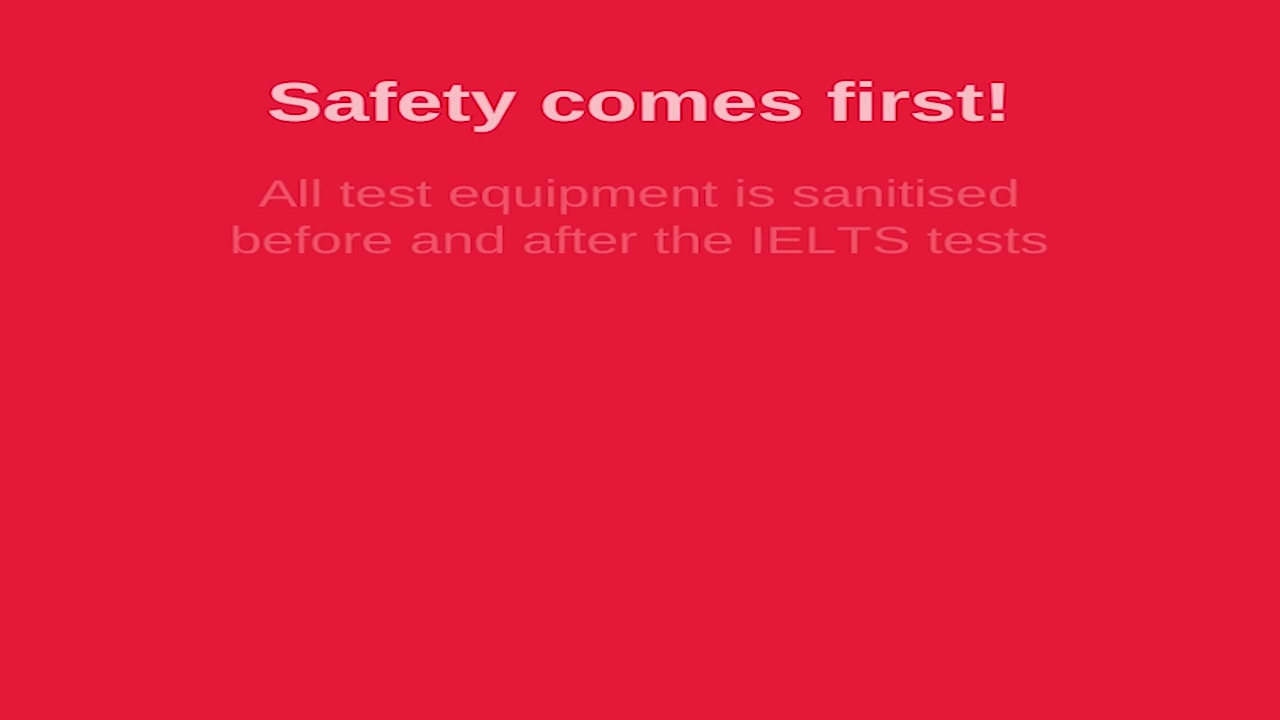 Safety comes first!
All test equipment is sanitised
before and after the IELTS tests